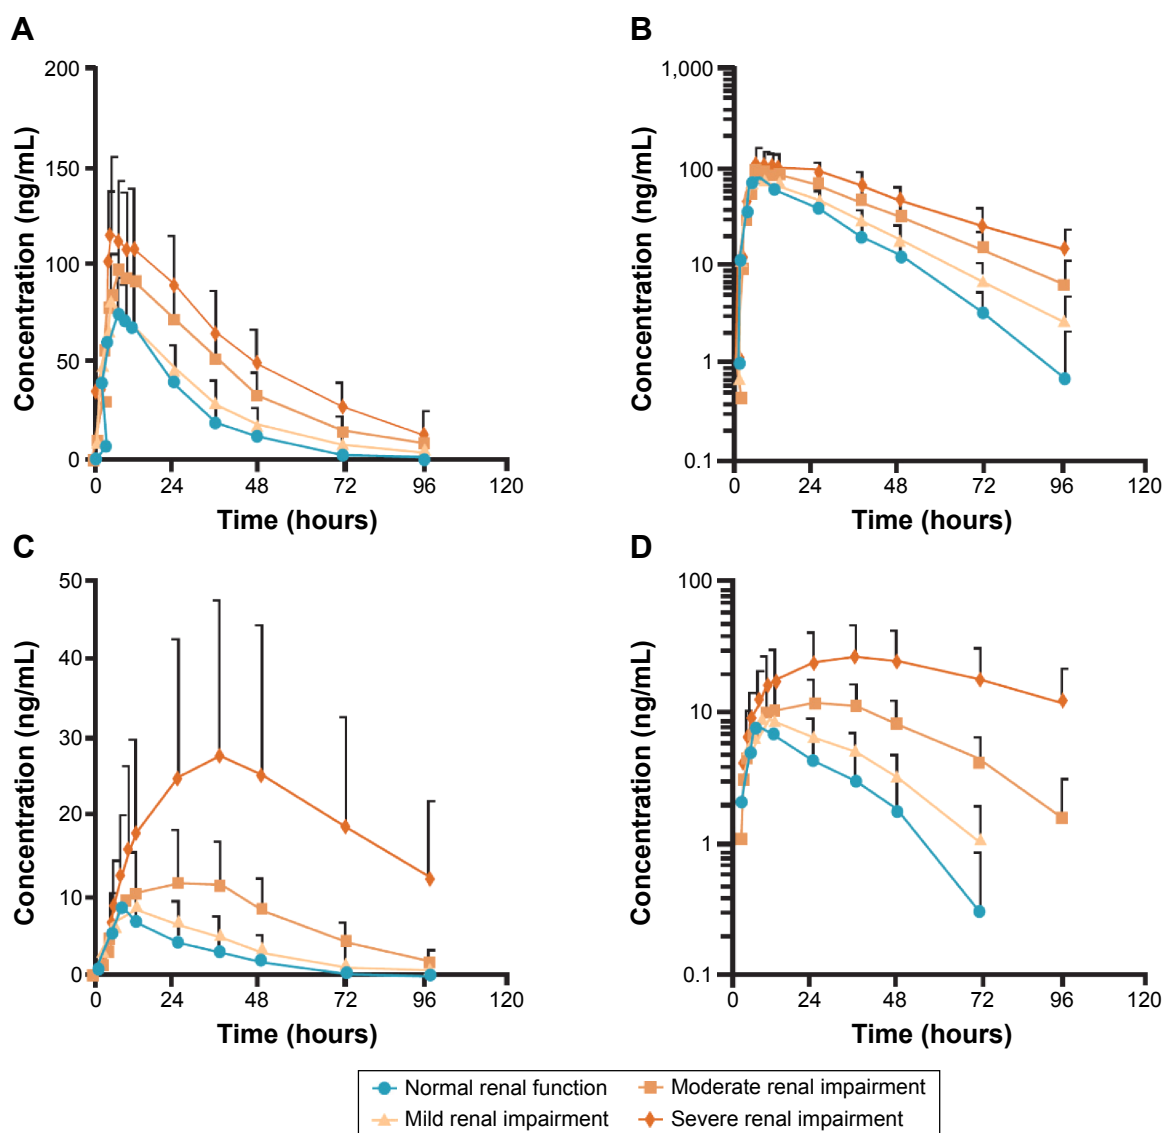 A
200
150
100
50
0
Concentration (ng/mL)
0 24 48 72 96 120
Time (hours)
B
1,000
100
10
1
0.1
Concentration (ng/mL)
0 24 48 72 96 120
Time (hours)
C
50
40
30
20
10
0
Concentration (ng/mL)
0 24 48 72 96 120
Time (hours)
D
100
10
1
0.1
Concentration (ng/mL)
0 24 48 72 96 120
Time (hours)
Normal renal function Moderate renal impairment
Mild renal impairment Severe renal impairment